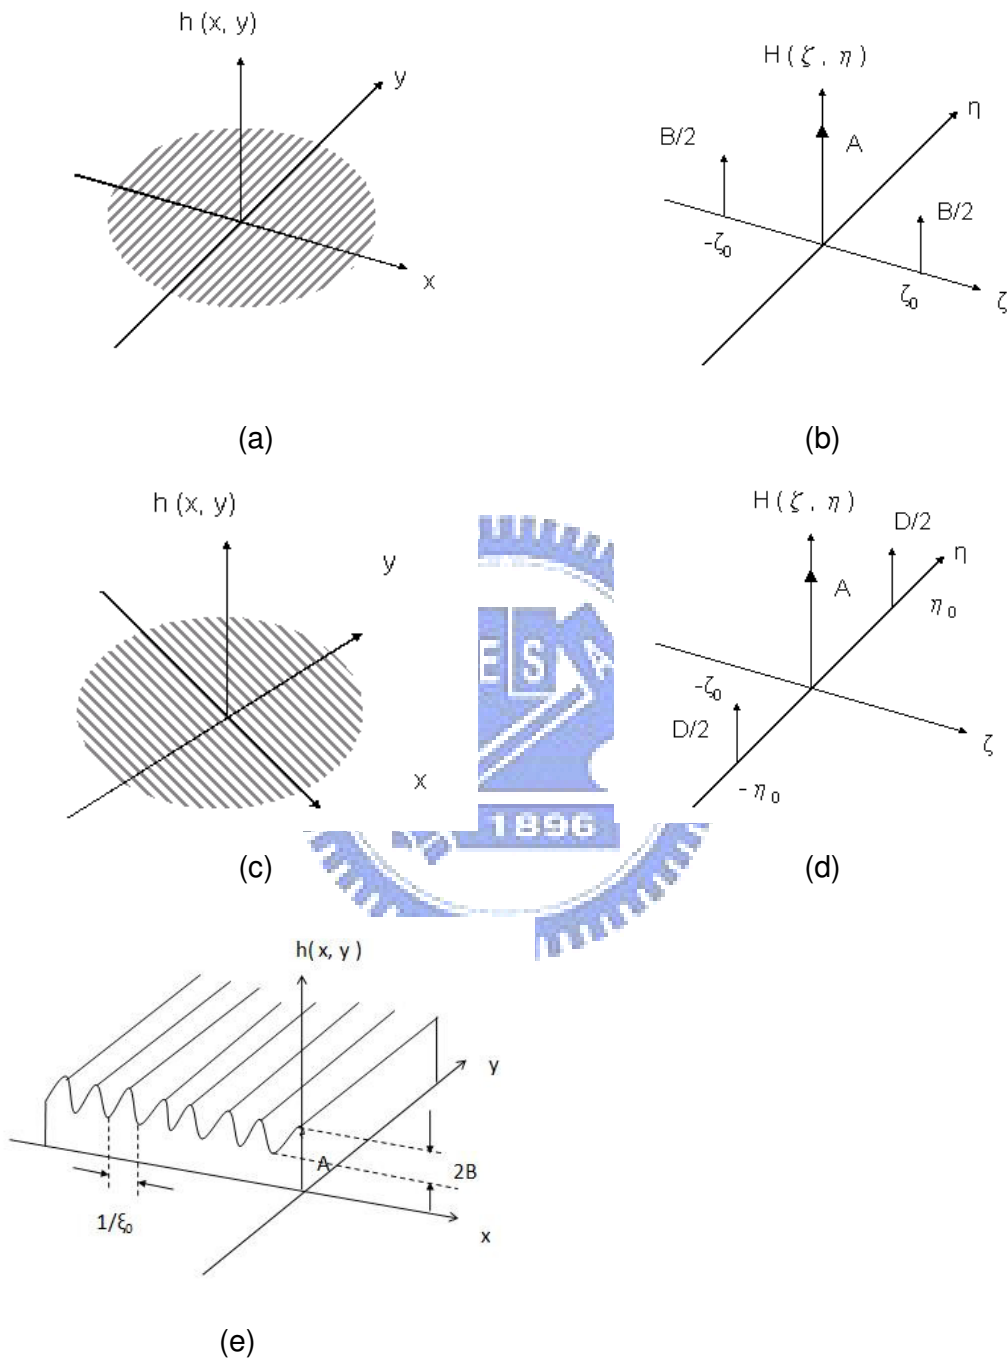 h (x, y)
y
x
(a)
H ( ζ , η )
η
B/2
A
B/2
-ζ0
ζ0
ζ
(b)
h (x, y)
y
x
(c)
H ( ζ , η )
D/2
η
A
η0
-ζ0
D/2
ζ
- η0
(d)
E S A
1896
h( x, y )
y
A
2B
1/ξ0
x
(e)